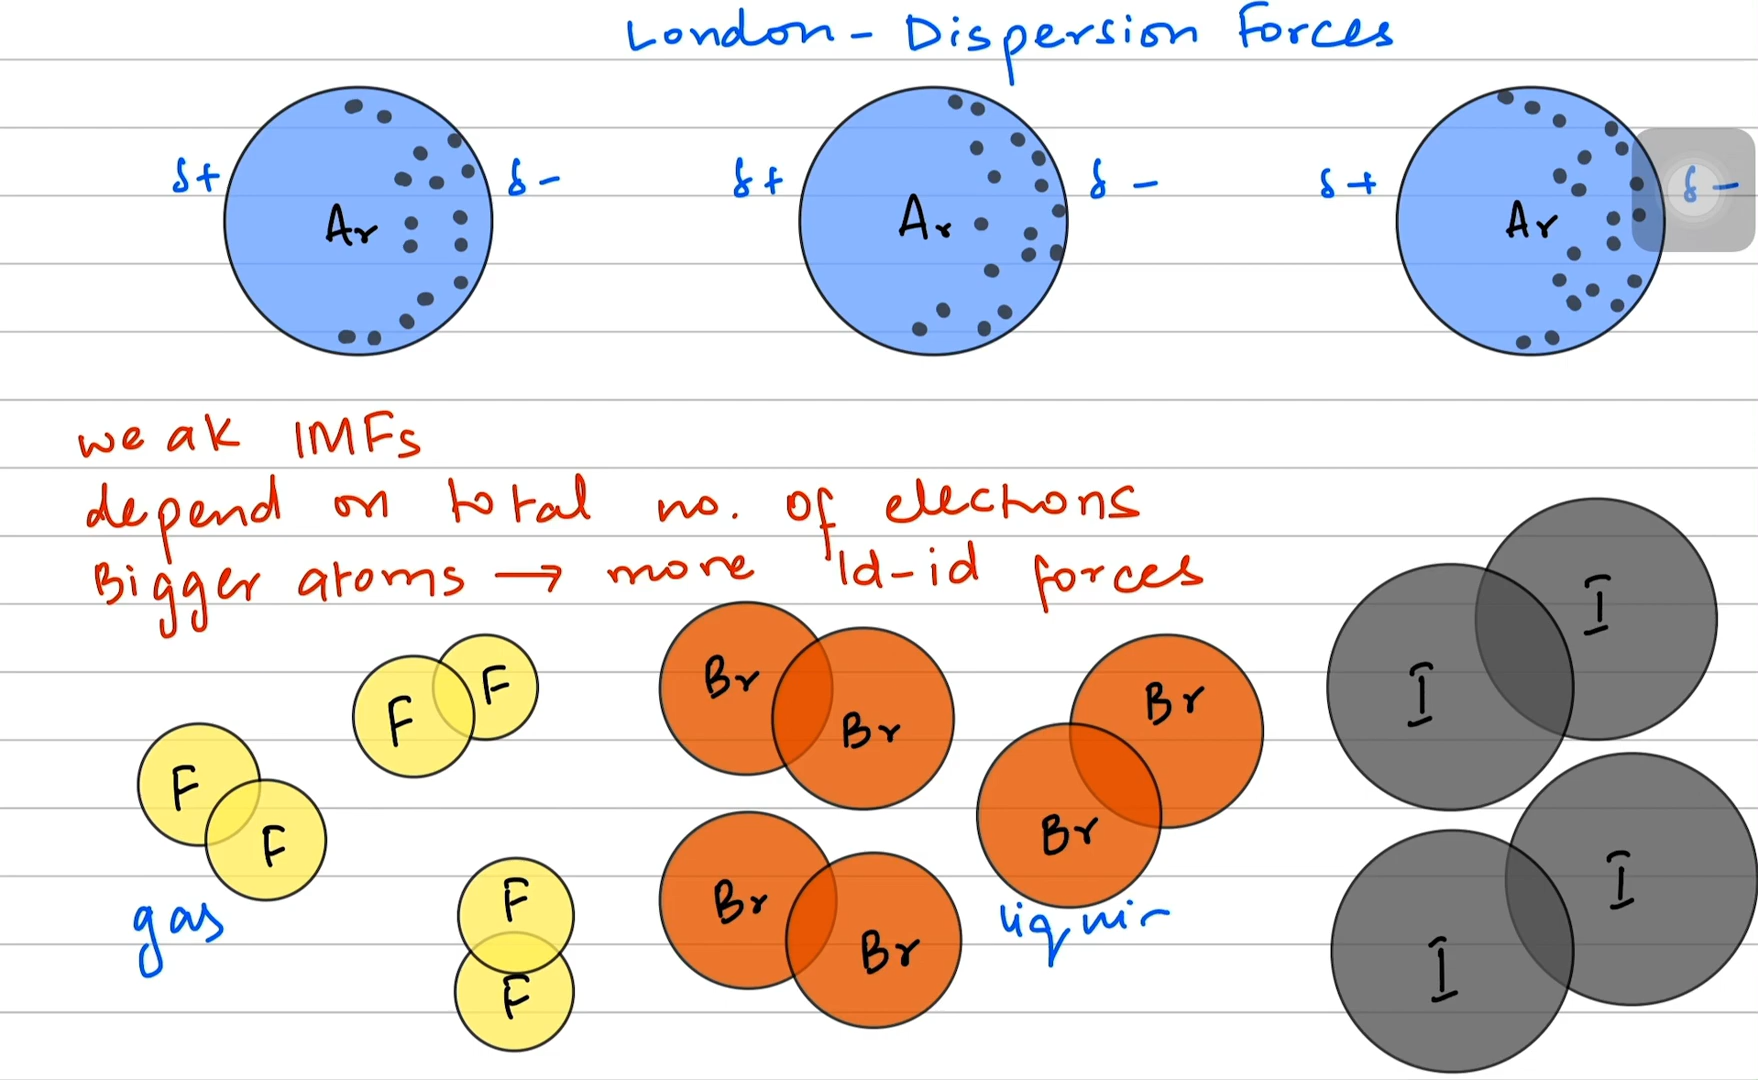 London - Dispersion Forces
δ+ Ar δ- δ+ Ar δ- δ+ Ar δ-
weak IMFs
depend on total no. of electrons
Bigger atoms → more Id-id forces
F F
F F
F
F
Br
Br
Br
Br
Br
Br
I
I
I
I
gas